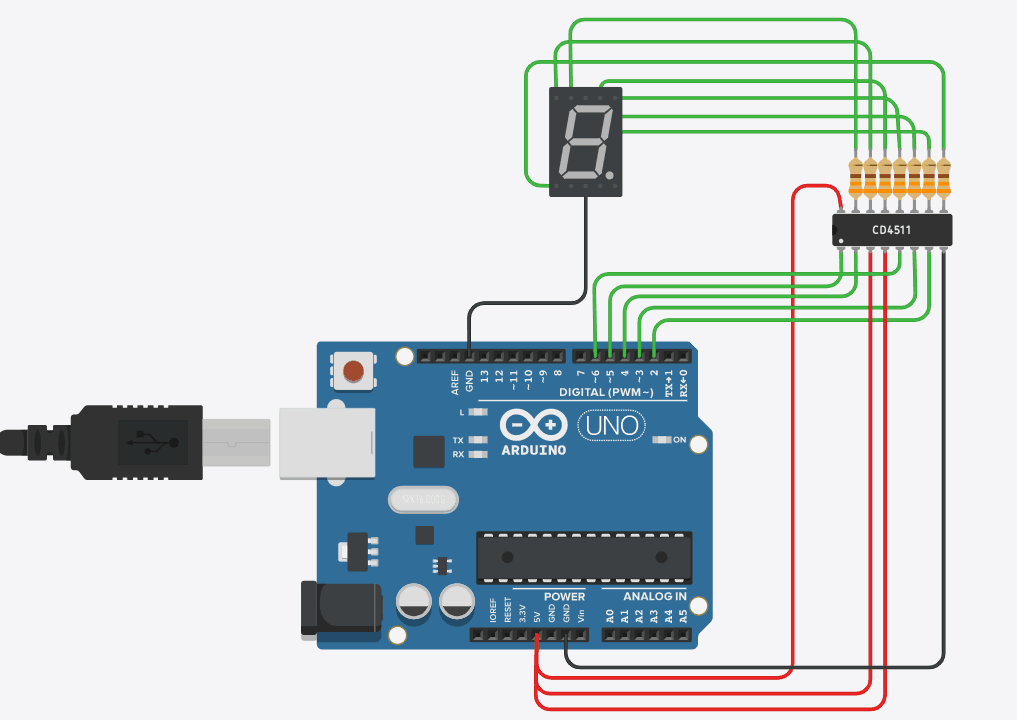 CD4511
AREF
GND
13
12
~11
~10
~9
8
7
~6
~5
4
~3
2
TX→1
RX←0
DIGITAL (PWM~)
L
TX
RX
UNO
ON
ARDUINO
IOREF
RESET
3.3V
5V
GND
GND
Vin
POWER
ANALOG IN
A0
A1
A2
A3
A4
A5